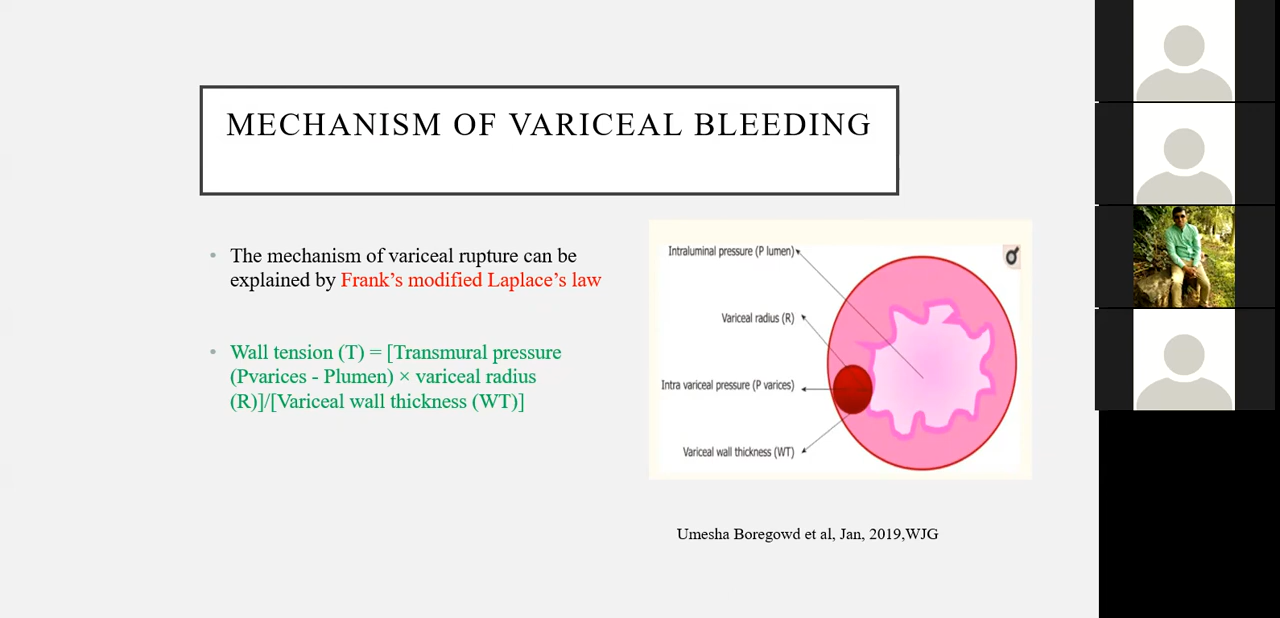 MECHANISM OF VARICEAL BLEEDING
• The mechanism of variceal rupture can be
explained by Frank’s modified Laplace’s law
• Wall tension (T) = [Transmural pressure
(Pvarices - Plumen) × variceal radius
(R)]/[Variceal wall thickness (WT)]
Intraluminal pressure (P lumen)
Variceal radius (R)
Intra variceal pressure (P varices)
Variceal wall thickness (WT)
Umesha Boregowd et al, Jan, 2019,WJG